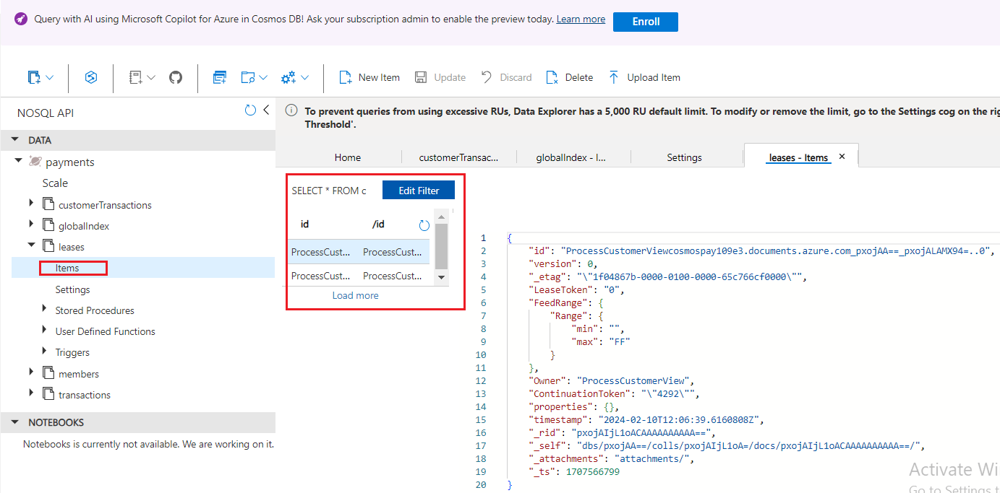 Query with AI using Microsoft Copilot for Azure in Cosmos DB! Ask your subscription admin to enable the preview today. Learn more Enroll
New Item Update Discard Delete Upload Item
NOSQL API
DATA
payments
Scale
customerTransactions
globalIndex
leases
Items
Settings
Stored Procedures
User Defined Functions
Triggers
members
transactions
NOTEBOOKS
Notebooks is currently not available. We are working on it.
To prevent queries from using excessive RUs, Data Explorer has a 5,000 RU default limit. To modify or remove the limit, go to the Settings cog on the rig
Threshold'.
Home customerTransac... globalIndex - I... Settings leases - Items
SELECT * FROM c Edit Filter
id /id
ProcessCust... ProcessCust...
ProcessCust... ProcessCust...
Load more
1 {
2 "id": "ProcessCustomerViewcosmospay109e3.documents.azure.com_pxojAA==_pxojALAMX94=..0",
3 "version": 0,
4 "_etag": "\"1f04867b-0000-0100-0000-65c766cf0000\"",
5 "LeaseToken": "0",
6 "FeedRange": {
7 "Range": {
8 "min": "",
9 "max": "FF"
10 }
11 },
12 "Owner": "ProcessCustomerView",
13 "ContinuationToken": "\"4292\"",
14 "properties": {},
15 "timestamp": "2024-02-10T12:06:39.6160808Z",
16 "_rid": "pxojAIjL1oACAAAAAAAAAA==",
17 "_self": "dbs/pxojAA==/colls/pxojAIjL1oA=/docs/pxojAIjL1oACAAAAAAAAAA==/",
18 "_attachments": "attachments/",
19 "_ts": 1707566799
20 }
Activate Wi
Go to Settings t